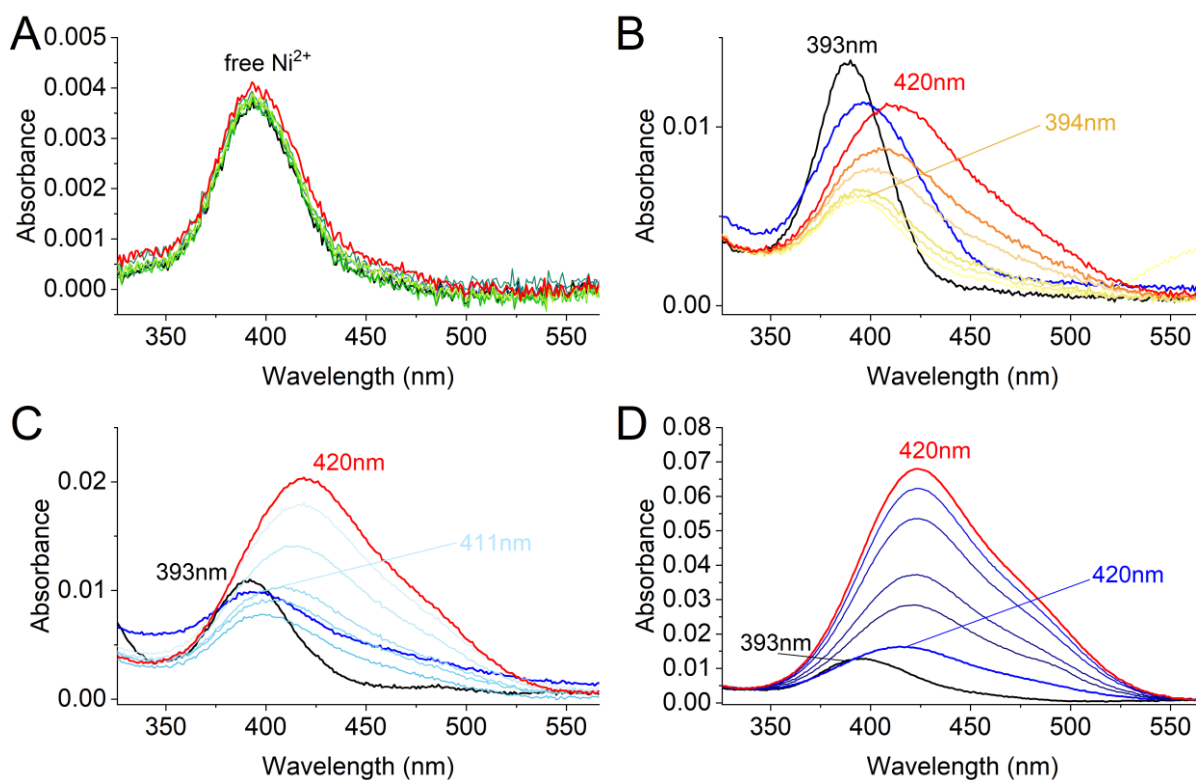 A
0.005
0.004
0.003
0.002
0.001
0.000
Absorbance
free Ni²⁺
350 400 450 500 550
Wavelength (nm)
B
0.01
0.00
Absorbance
393nm
420nm
394nm
350 400 450 500 550
Wavelength (nm)
C
0.02
0.01
0.00
Absorbance
420nm
411nm
393nm
350 400 450 500 550
Wavelength (nm)
D
0.08
0.07
0.06
0.05
0.04
0.03
0.02
0.01
0.00
Absorbance
420nm
420nm
393nm
350 400 450 500 550
Wavelength (nm)